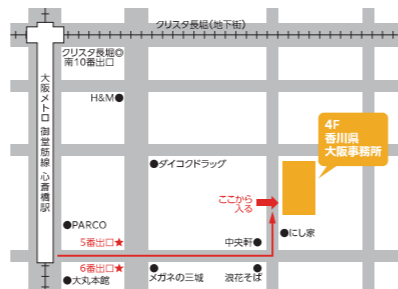 クリスタ長堀(地下街)
クリスタ長堀◎
南10番出口
H&M●
大阪メトロ 御堂筋線 心斎橋駅
4F
香川県
大阪事務所
●ダイコクドラッグ
ここから
入る
●PARCO
5番出口★
中央軒●
●にし家
6番出口★
●大丸本館
メガネの三城
浪花そば